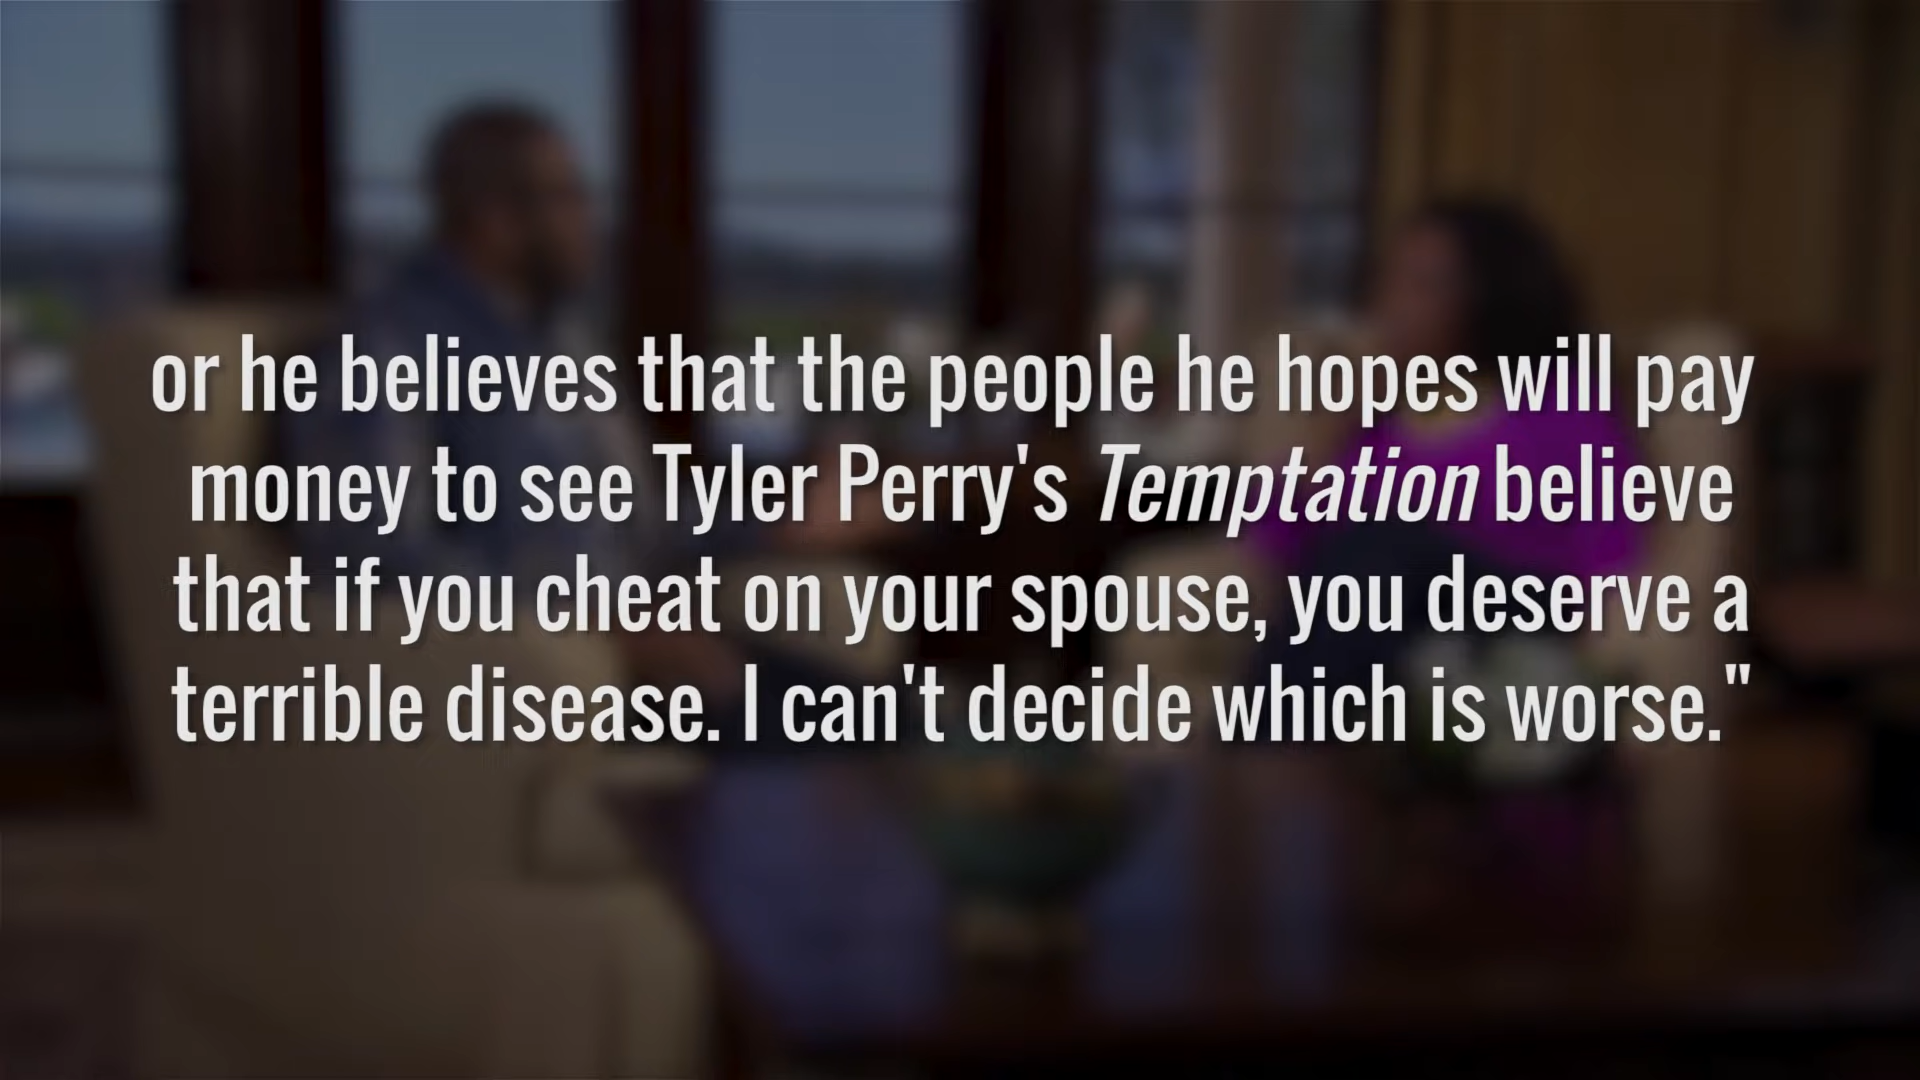 or he believes that the people he hopes will pay
money to see Tyler Perry's Temptation believe
that if you cheat on your spouse, you deserve a
terrible disease. I can't decide which is worse."